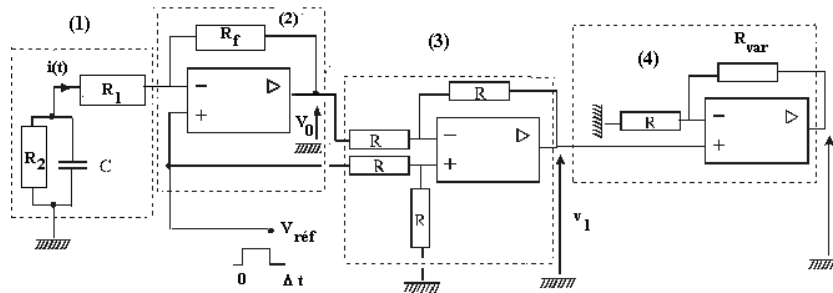 (1)
(2)
(3)
(4)
i(t)
R1
R2
C
Rf
−
+
V0
Vréf
0 Δt
R
R
R
R
−
+
v1
R
Rvar
−
+